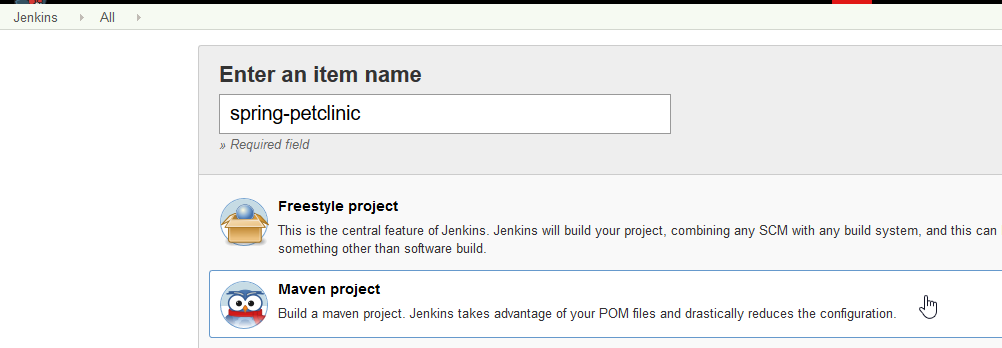 Jenkins All
Enter an item name
spring-petclinic
» Required field
Freestyle project
This is the central feature of Jenkins. Jenkins will build your project, combining any SCM with any build system, and this can
something other than software build.
Maven project
Build a maven project. Jenkins takes advantage of your POM files and drastically reduces the configuration.